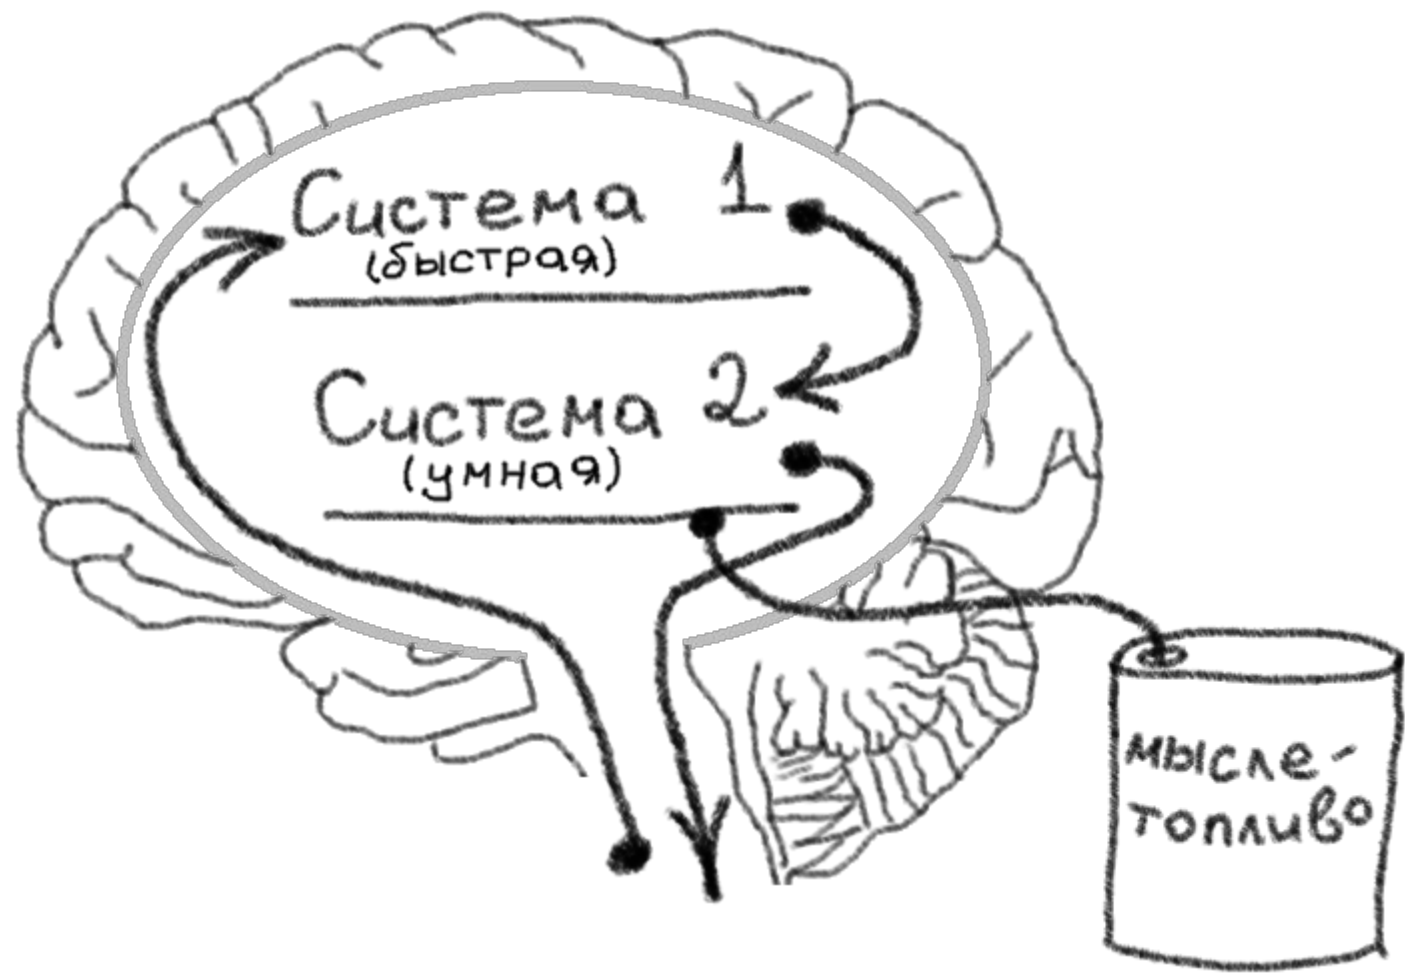 Система 1
(быстрая)
Система 2
(умная)
мысле-
топливо